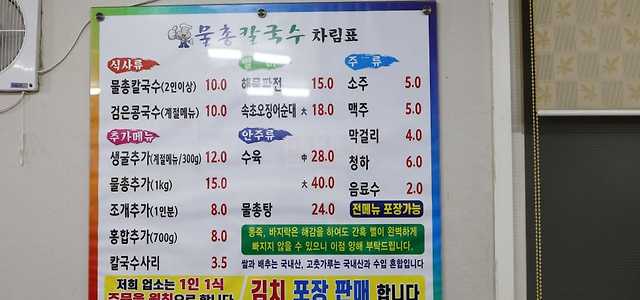 물총칼국수 차림표
식사류
물총칼국수(2인이상) 10.0
검은콩국수(계절메뉴) 10.0
추가메뉴
생굴추가(계절메뉴/300g) 12.0
물총추가(1kg) 15.0
조개추가(1인분) 8.0
홍합추가(700g) 8.0
칼국수사리 3.5
해물파전 15.0
속초오징어순대 大 18.0
안주류
수육 中 28.0
大 40.0
물총탕 24.0
주류
소주 5.0
맥주 5.0
막걸리 4.0
청하 6.0
음료수 2.0
전메뉴 포장가능
동죽, 바지락은 해감을 하여도 간혹 뻘이 완벽하게
빠지지 않을 수 있으니 이점 양해 부탁드립니다.
쌀과 배추는 국내산, 고춧가루는 국내산과 수입 혼합입니다
저희 업소는 1인 1식
주문을 원칙으로 합니다
김치 포장 판매 합니다